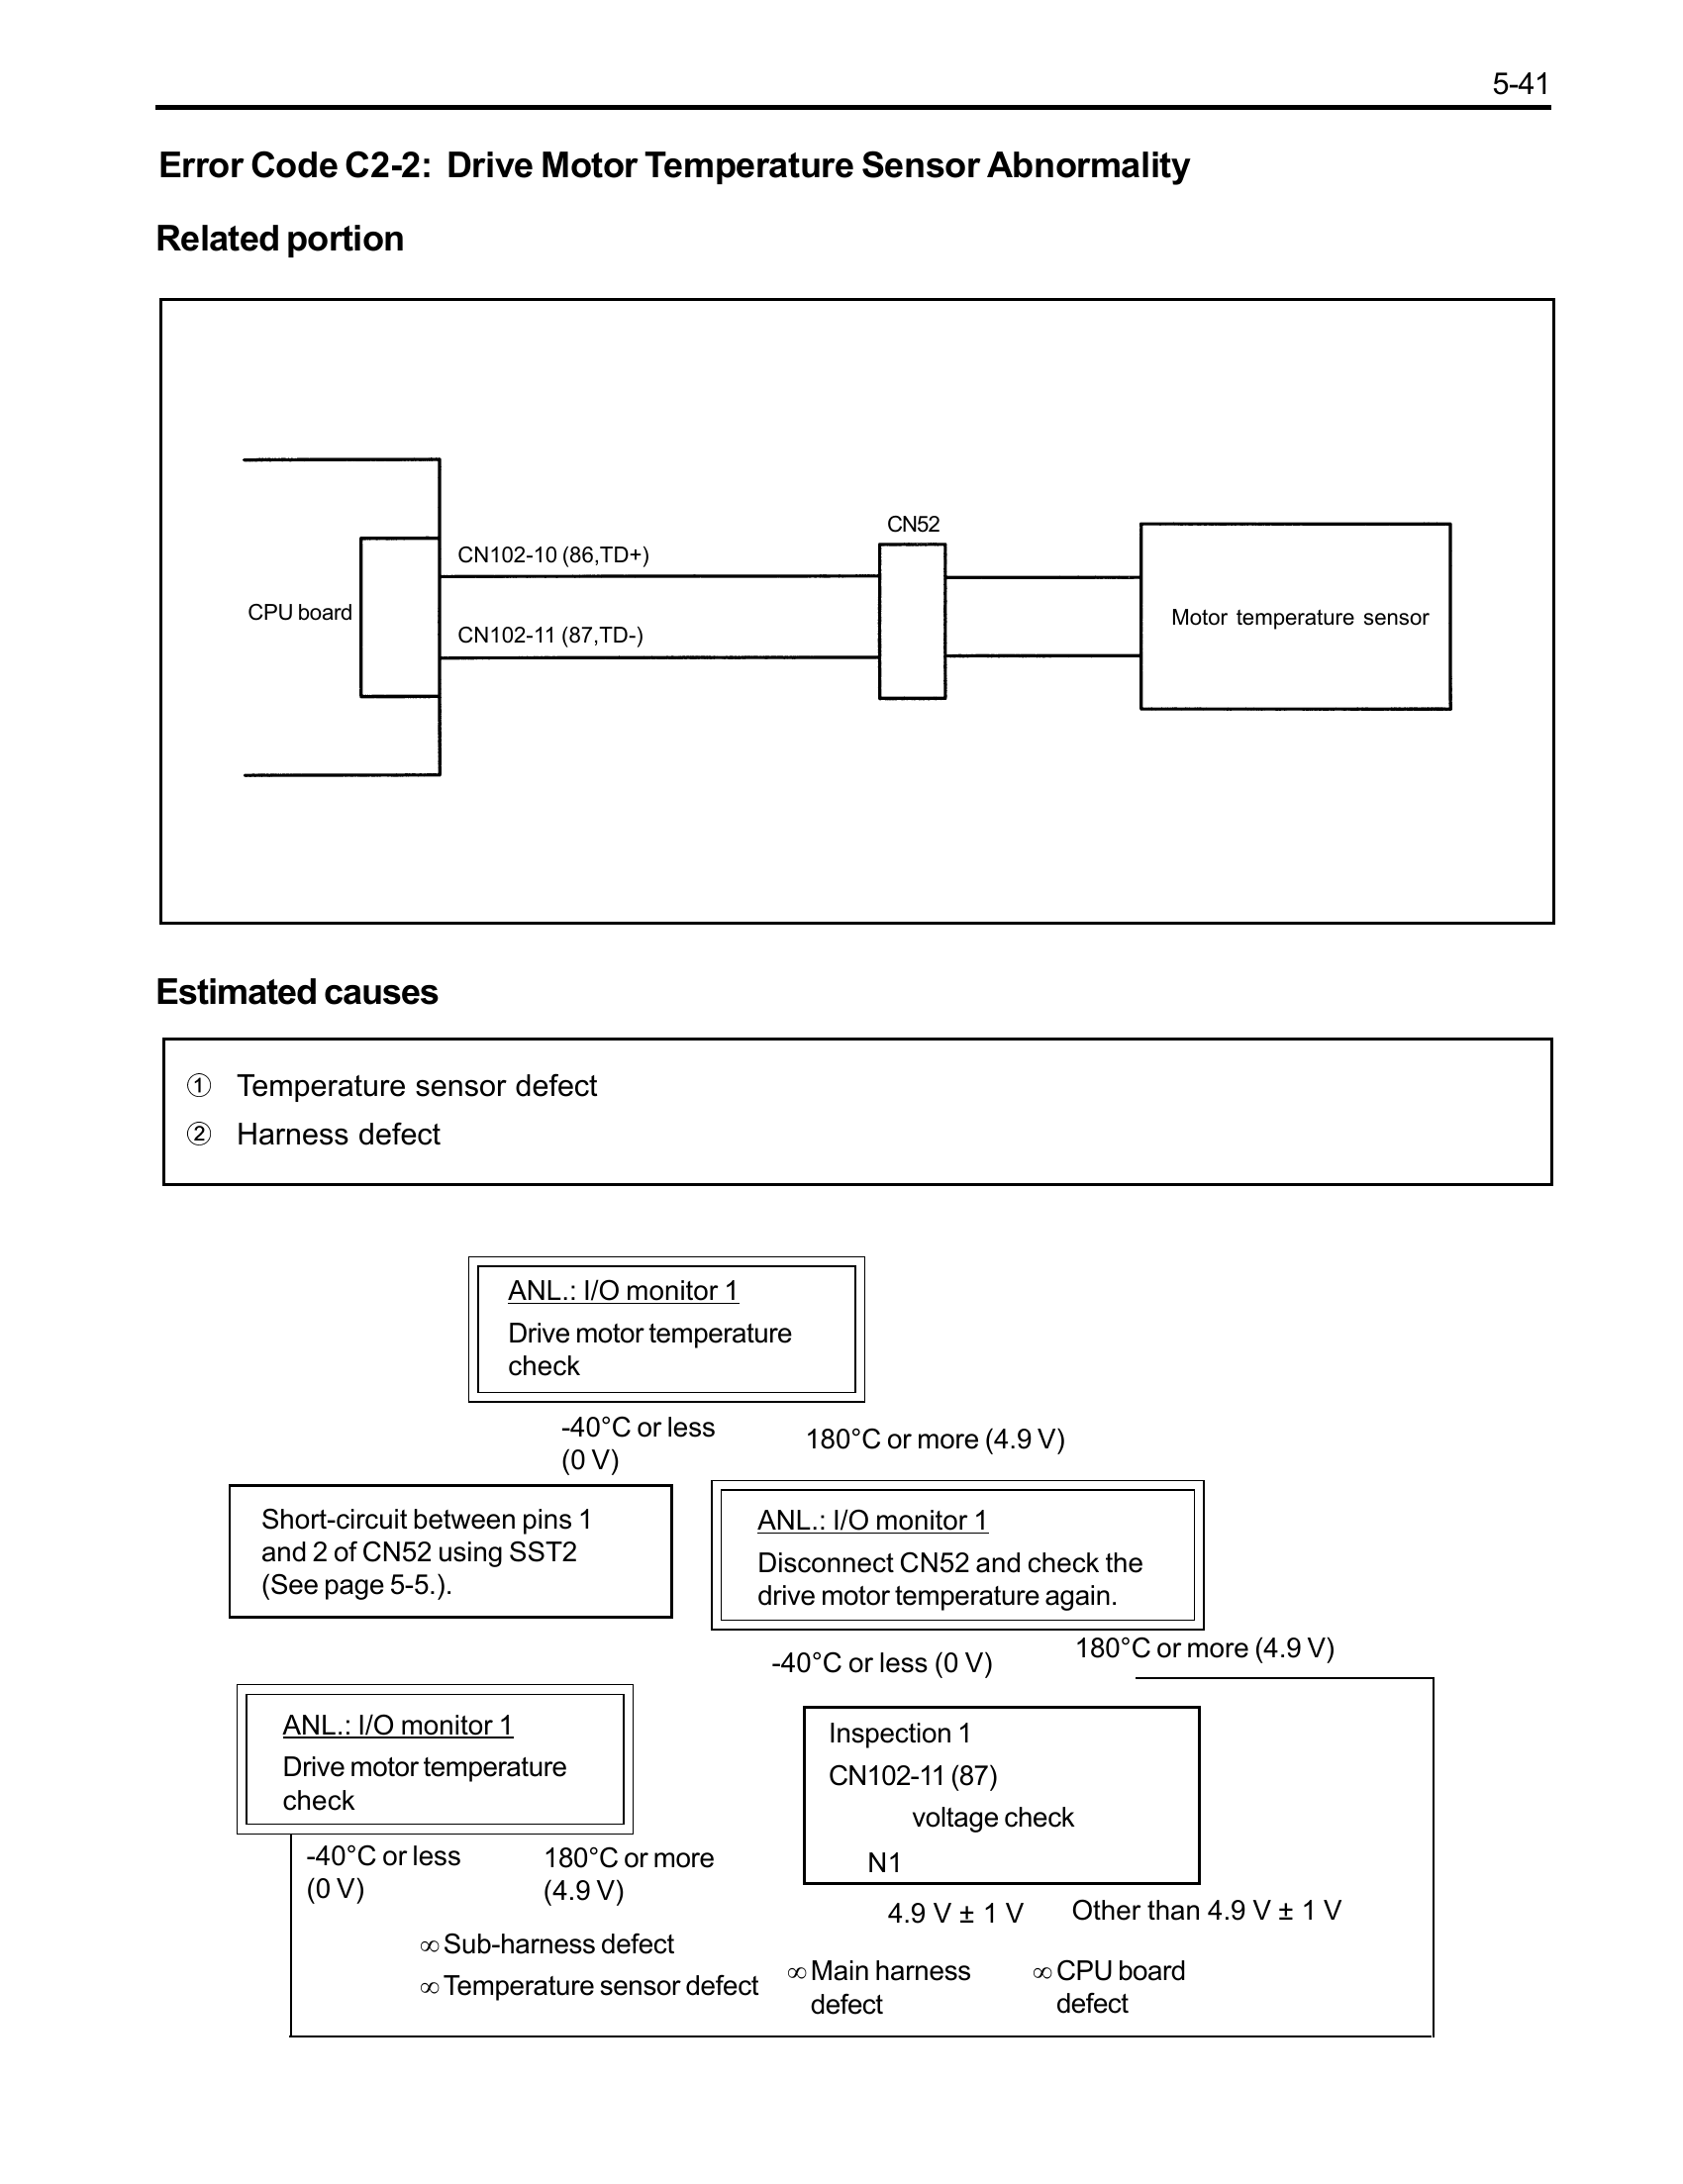 5-41
Error Code C2-2: Drive Motor Temperature Sensor Abnormality
Related portion
CN52
CN102-10 (86,TD+)
CPU board
Motor temperature sensor
CN102-11 (87,TD-)
Estimated causes
① Temperature sensor defect
② Harness defect
ANL.: I/O monitor 1
Drive motor temperature
check
-40°C or less
(0 V)
180°C or more (4.9 V)
Short-circuit between pins 1
and 2 of CN52 using SST2
(See page 5-5.).
ANL.: I/O monitor 1
Disconnect CN52 and check the
drive motor temperature again.
-40°C or less (0 V)
180°C or more (4.9 V)
ANL.: I/O monitor 1
Drive motor temperature
check
Inspection 1
CN102-11 (87)
voltage check
N1
-40°C or less
(0 V)
180°C or more
(4.9 V)
4.9 V ± 1 V
Other than 4.9 V ± 1 V
∞ Sub-harness defect
∞ Temperature sensor defect
∞ Main harness
defect
∞ CPU board
defect